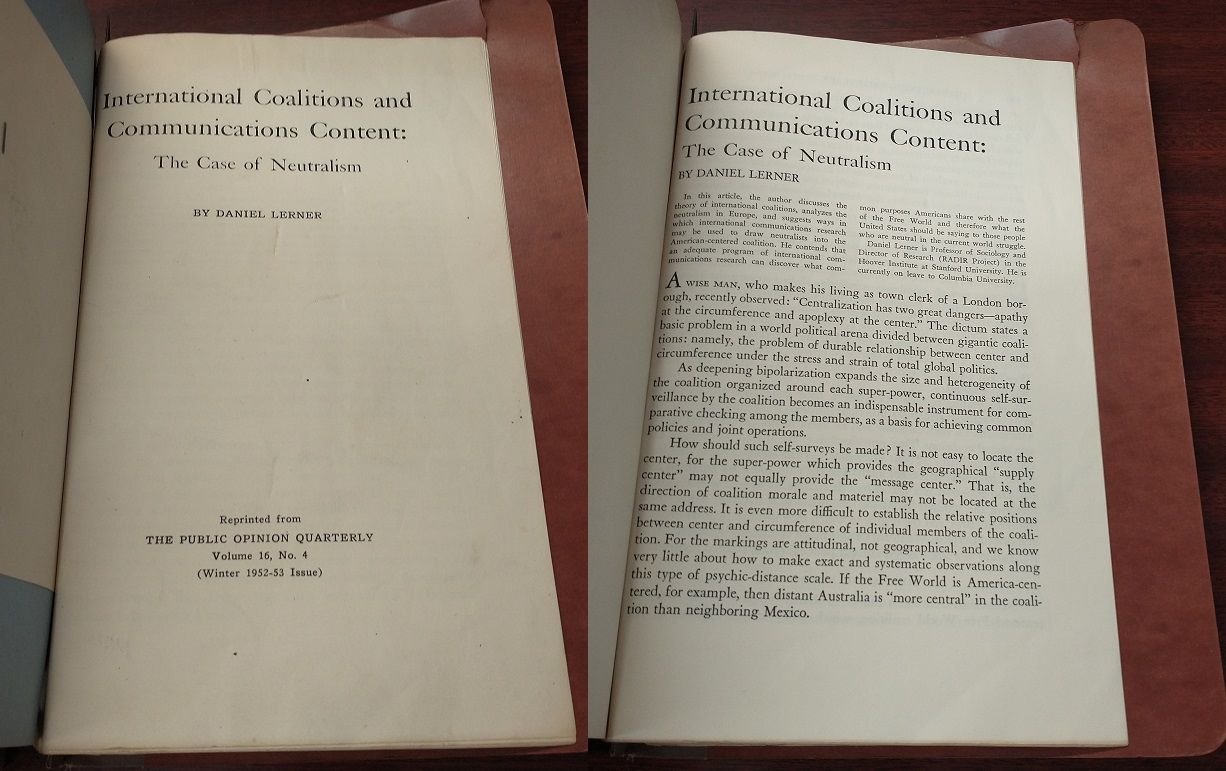 International Coalitions and
Communications Content:
The Case of Neutralism
BY DANIEL LERNER
Reprinted from
THE PUBLIC OPINION QUARTERLY
Volume 16, No. 4
(Winter 1952-53 Issue)
International Coalitions and
Communications Content:
The Case of Neutralism
BY DANIEL LERNER
In this article, the author discusses the
theory of international coalitions, analyzes the
neutralism in Europe, and suggests ways in
which international communications research
may be used to draw neutralists into the
American-centered coalition. He contends that
an adequate program of international com-
munications research can discover what com-
mon purposes Americans share with the rest
of the Free World and therefore what the
United States should be saying to those people
who are neutral in the current world struggle.
Daniel Lerner is Professor of Sociology and
Director of Research (RADIR Project) in the
Hoover Institute at Stanford University. He is
currently on leave to Columbia University.
A WISE MAN, who makes his living as town clerk of a London bor-
ough, recently observed: “Centralization has two great dangers—apathy
at the circumference and apoplexy at the center.” The dictum states a
basic problem in a world political arena divided between gigantic coali-
tions: namely, the problem of durable relationship between center and
circumference under the stress and strain of total global politics.
As deepening bipolarization expands the size and heterogeneity of
the coalition organized around each super-power, continuous self-sur-
veillance by the coalition becomes an indispensable instrument for com-
parative checking among the members, as a basis for achieving common
policies and joint operations.
How should such self-surveys be made? It is not easy to locate the
center, for the super-power which provides the geographical “supply
center” may not equally provide the “message center.” That is, the
direction of coalition morale and materiel may not be located at the
same address. It is even more difficult to establish the relative positions
between center and circumference of individual members of the coali-
tion. For the markings are attitudinal, not geographical, and we know
very little about how to make exact and systematic observations along
this type of psychic-distance scale. If the Free World is America-cen-
tered, for example, then distant Australia is “more central” in the coali-
tion than neighboring Mexico.